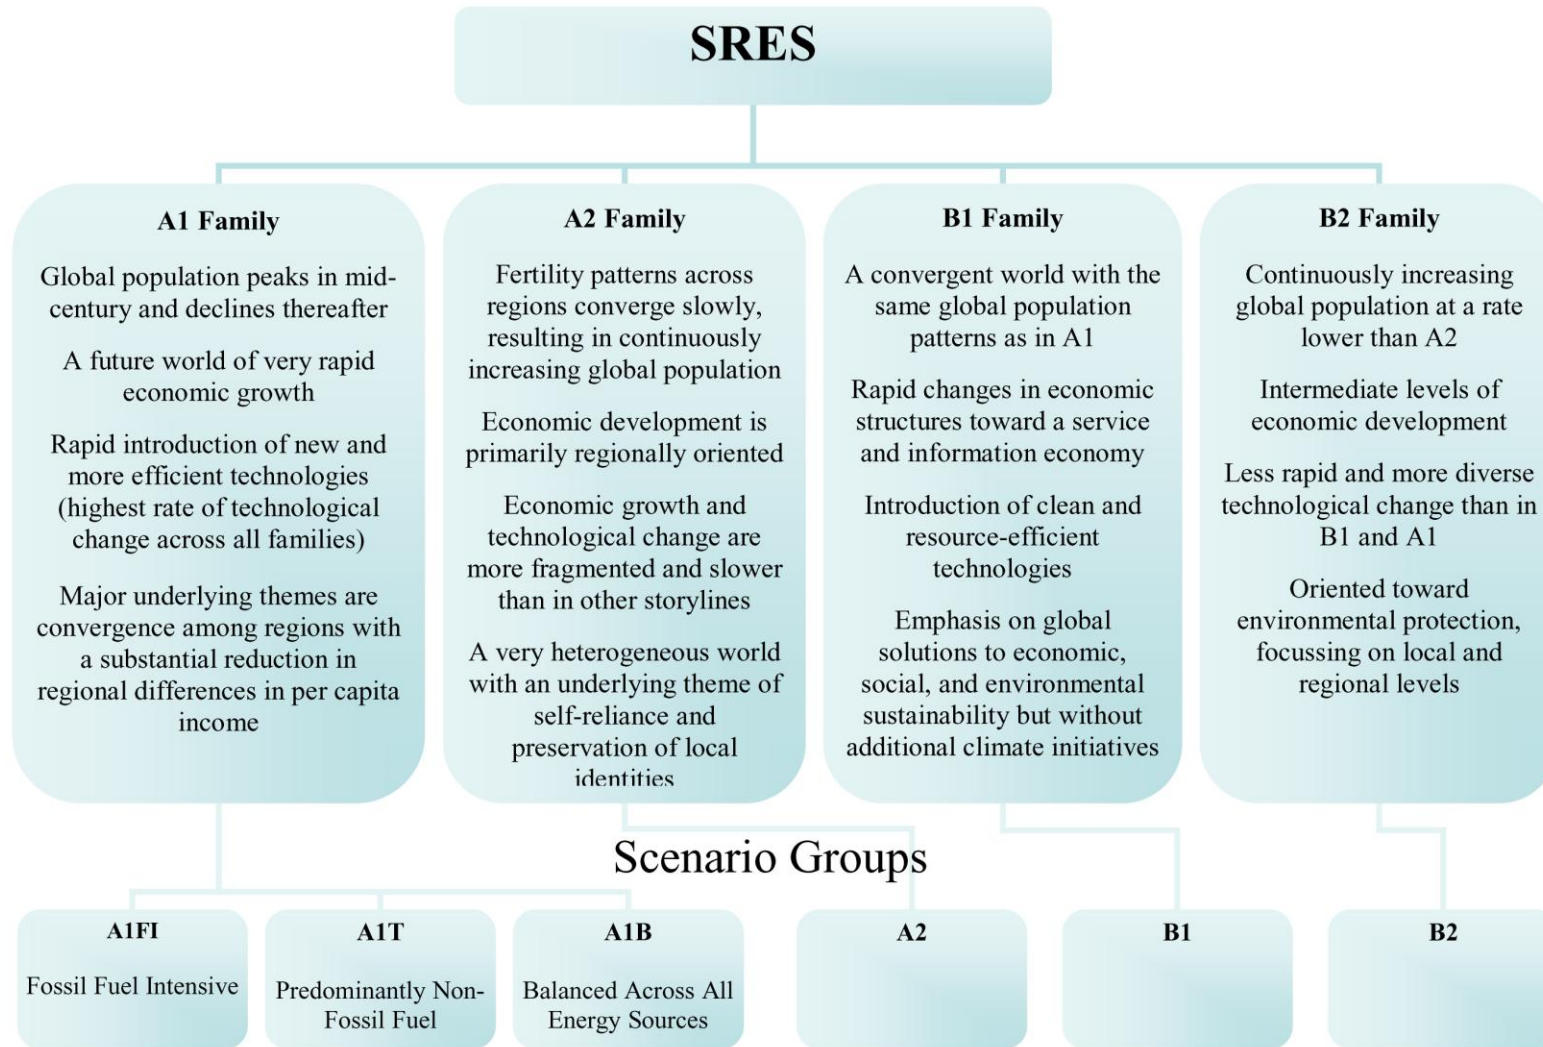 SRES
A1 Family
Global population peaks in mid-
century and declines thereafter
A future world of very rapid
economic growth
Rapid introduction of new and
more efficient technologies
(highest rate of technological
change across all families)
Major underlying themes are
convergence among regions with
a substantial reduction in
regional differences in per capita
income
A2 Family
Fertility patterns across
regions converge slowly,
resulting in continuously
increasing global population
Economic development is
primarily regionally oriented
Economic growth and
technological change are
more fragmented and slower
than in other storylines
A very heterogeneous world
with an underlying theme of
self-reliance and
preservation of local
identities
B1 Family
A convergent world with the
same global population
patterns as in A1
Rapid changes in economic
structures toward a service
and information economy
Introduction of clean and
resource-efficient
technologies
Emphasis on global
solutions to economic,
social, and environmental
sustainability but without
additional climate initiatives
B2 Family
Continuously increasing
global population at a rate
lower than A2
Intermediate levels of
economic development
Less rapid and more diverse
technological change than in
B1 and A1
Oriented toward
environmental protection,
focussing on local and
regional levels
Scenario Groups
A1FI
Fossil Fuel Intensive
A1T
Predominantly Non-
Fossil Fuel
A1B
Balanced Across All
Energy Sources
A2
B1
B2